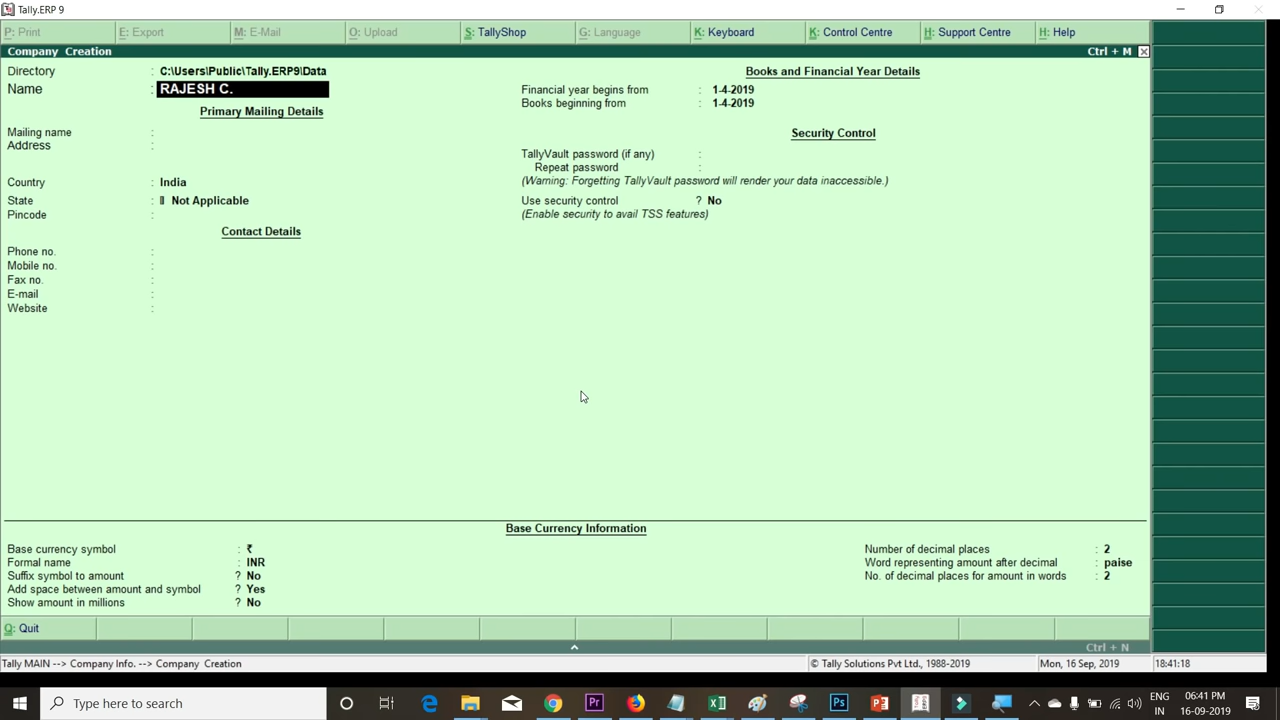 Tally.ERP 9
P: Print
E: Export
M: E-Mail
O: Upload
S: TallyShop
G: Language
K: Keyboard
K: Control Centre
H: Support Centre
H: Help
Company Creation
Ctrl + M
Directory : C:\Users\Public\Tally.ERP9\Data
Name : RAJESH C.
Primary Mailing Details
Mailing name :
Address :
Country : India
State : Not Applicable
Pincode :
Contact Details
Phone no. :
Mobile no. :
Fax no. :
E-mail :
Website :
Books and Financial Year Details
Financial year begins from : 1-4-2019
Books beginning from : 1-4-2019
Security Control
TallyVault password (if any) :
Repeat password :
(Warning: Forgetting TallyVault password will render your data inaccessible.)
Use security control ? No
(Enable security to avail TSS features)
Base Currency Information
Base currency symbol : ₹
Formal name : INR
Suffix symbol to amount ? No
Add space between amount and symbol ? Yes
Show amount in millions ? No
Number of decimal places : 2
Word representing amount after decimal : paise
No. of decimal places for amount in words : 2
Q: Quit
Ctrl + N
Tally MAIN --> Company Info. --> Company Creation
© Tally Solutions Pvt Ltd., 1988-2019
Mon, 16 Sep, 2019
18:41:18
Type here to search
ENG
IN
06:41 PM
16-09-2019